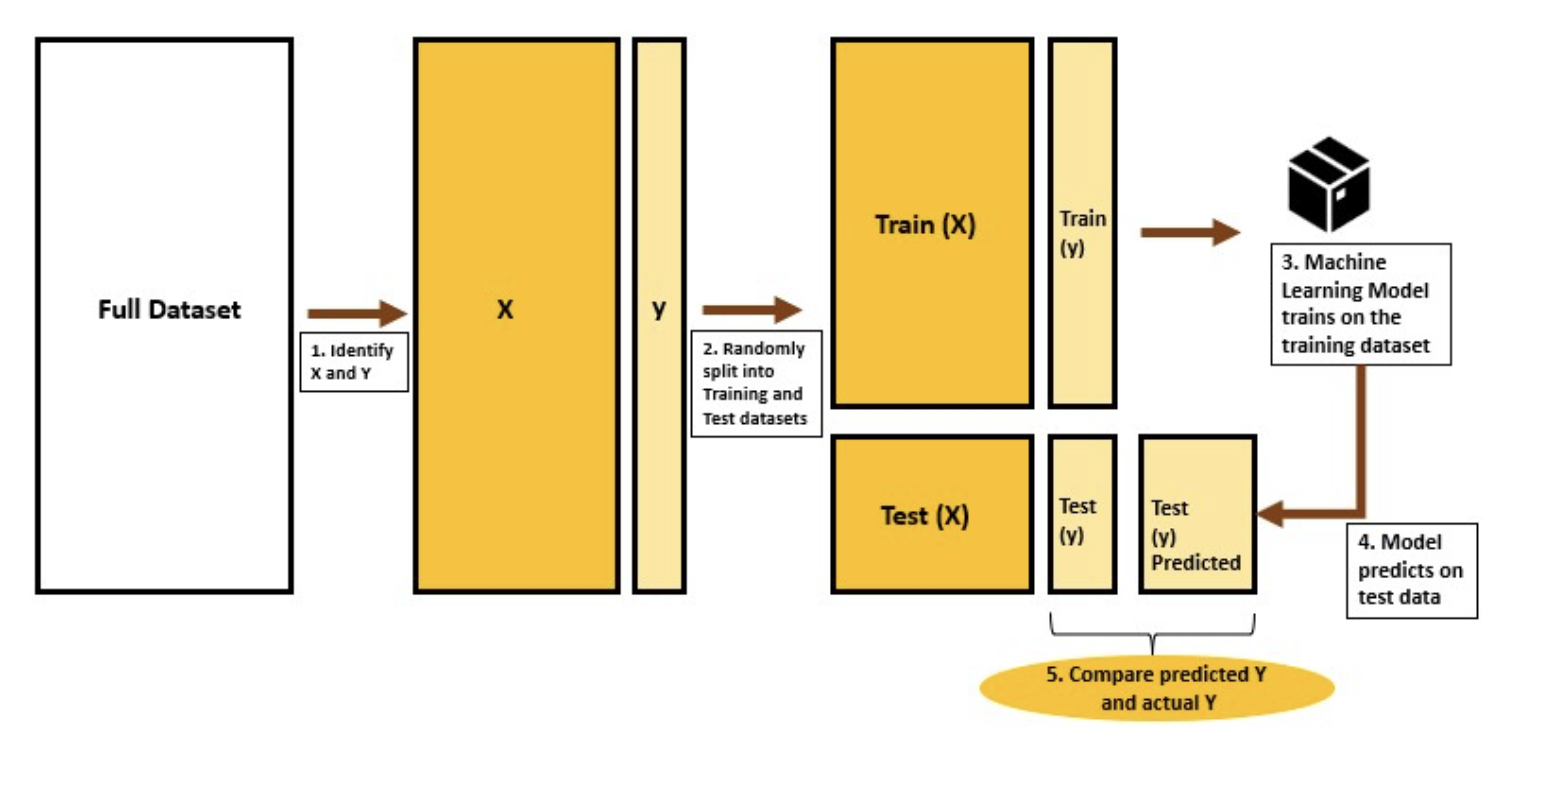 Full Dataset
1. Identify
X and Y
X
y
2. Randomly
split into
Training and
Test datasets
Train (X)
Train
(y)
3. Machine
Learning Model
trains on the
training dataset
Test (X)
Test
(y)
Test
(y)
Predicted
4. Model
predicts on
test data
5. Compare predicted Y
and actual Y